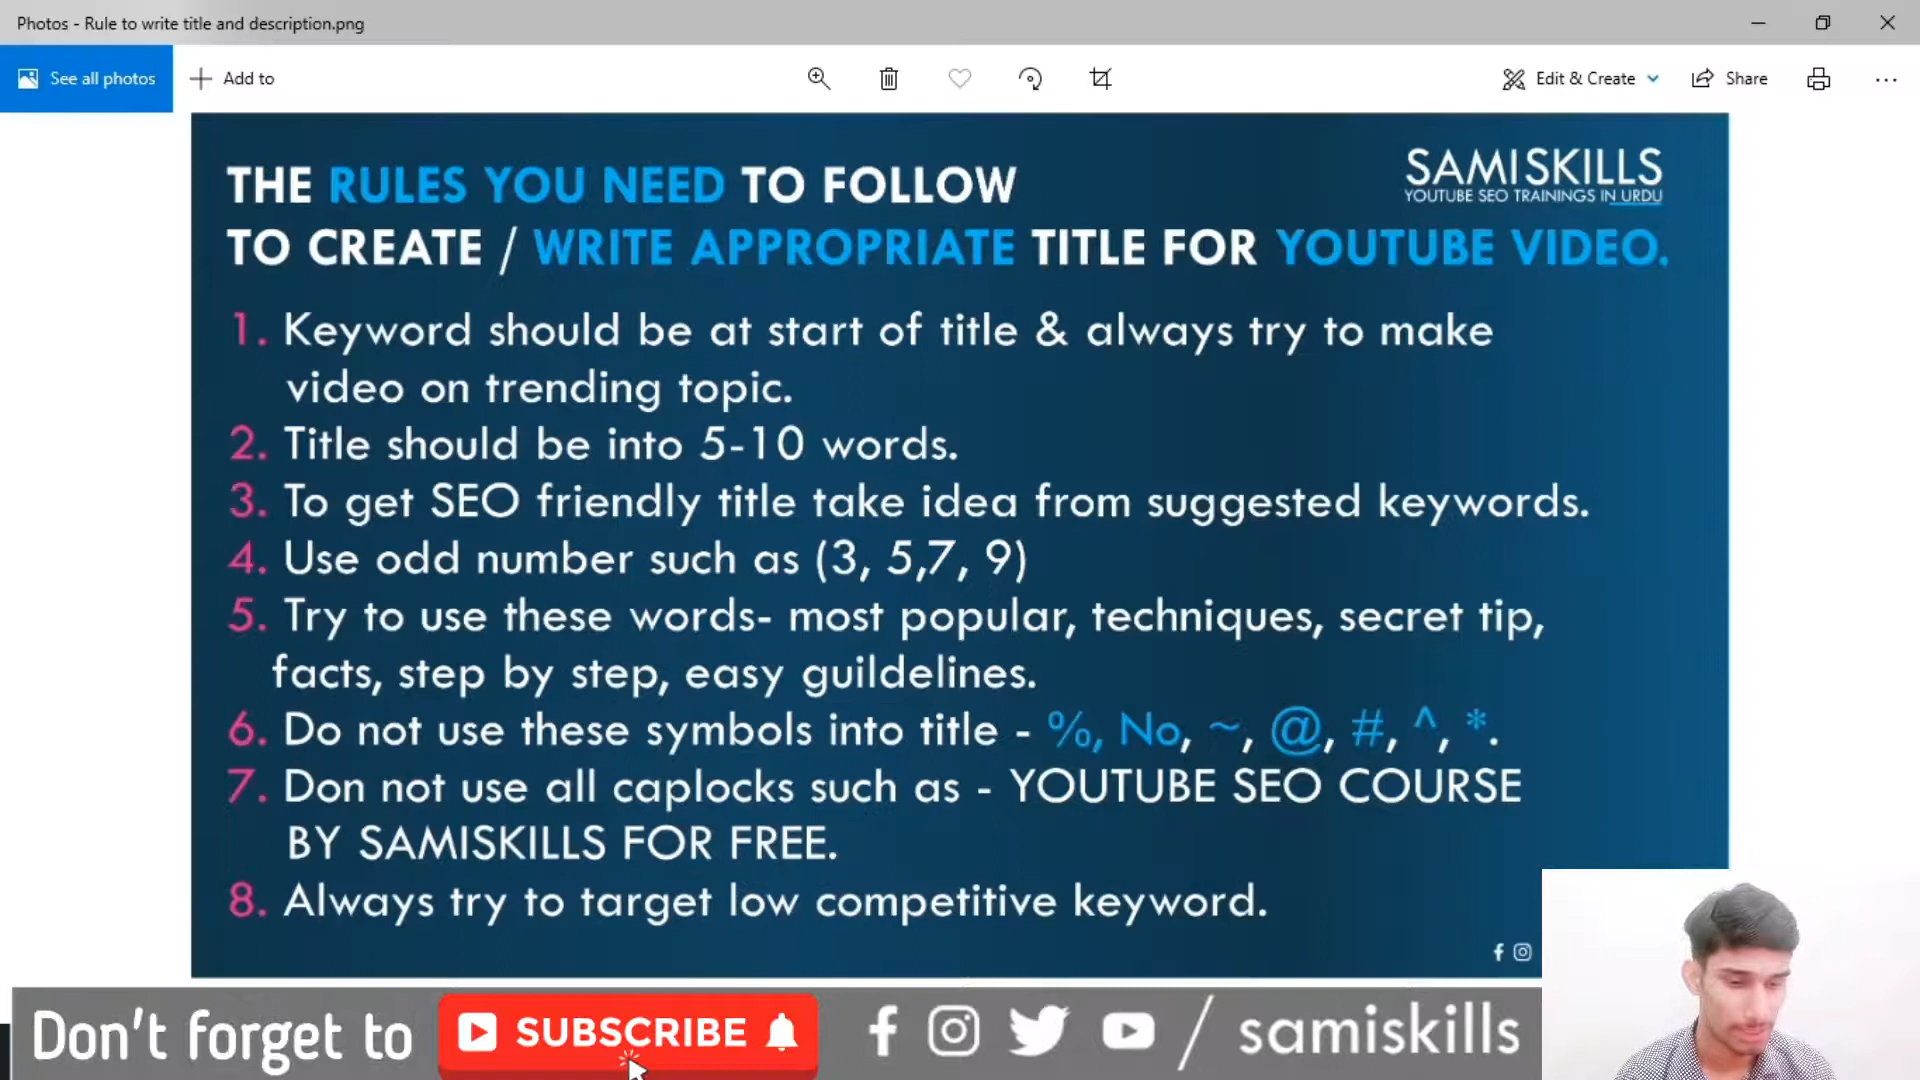 Photos - Rule to write title and description.png
See all photos
Add to
Edit & Create
Share
SAMISKILLS
YOUTUBE SEO TRAININGS IN URDU
THE RULES YOU NEED TO FOLLOW
TO CREATE / WRITE APPROPRIATE TITLE FOR YOUTUBE VIDEO.
1. Keyword should be at start of title & always try to make
video on trending topic.
2. Title should be into 5-10 words.
3. To get SEO friendly title take idea from suggested keywords.
4. Use odd number such as (3, 5,7, 9)
5. Try to use these words- most popular, techniques, secret tip,
facts, step by step, easy guildelines.
6. Do not use these symbols into title - %, No, ~, @, #, ^, *.
7. Don not use all caplocks such as - YOUTUBE SEO COURSE
BY SAMISKILLS FOR FREE.
8. Always try to target low competitive keyword.
Don't forget to SUBSCRIBE / samiskills